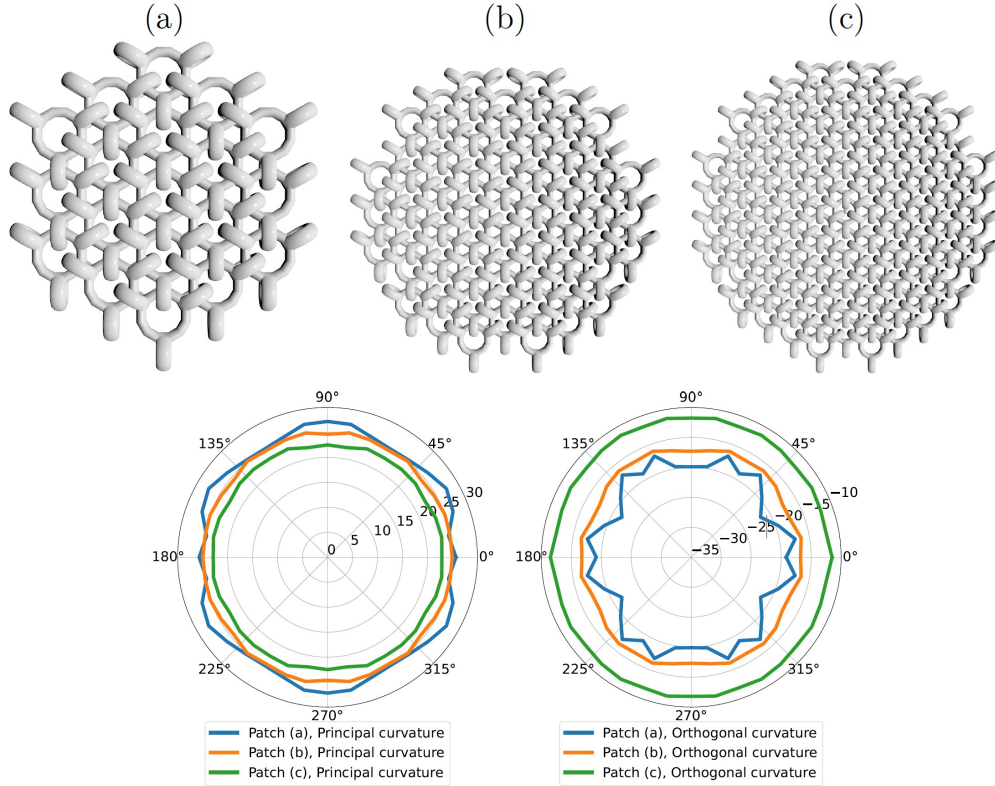 (a) (b) (c)
90° 90°
135° 45° 135° 45°
180° 0° 180° 0°
0 5 10 15 20 25 30
−35 −30 −25 −20 −15 −10
225° 315° 225° 315°
270° 270°
Patch (a), Principal curvature
Patch (b), Principal curvature
Patch (c), Principal curvature
Patch (a), Orthogonal curvature
Patch (b), Orthogonal curvature
Patch (c), Orthogonal curvature